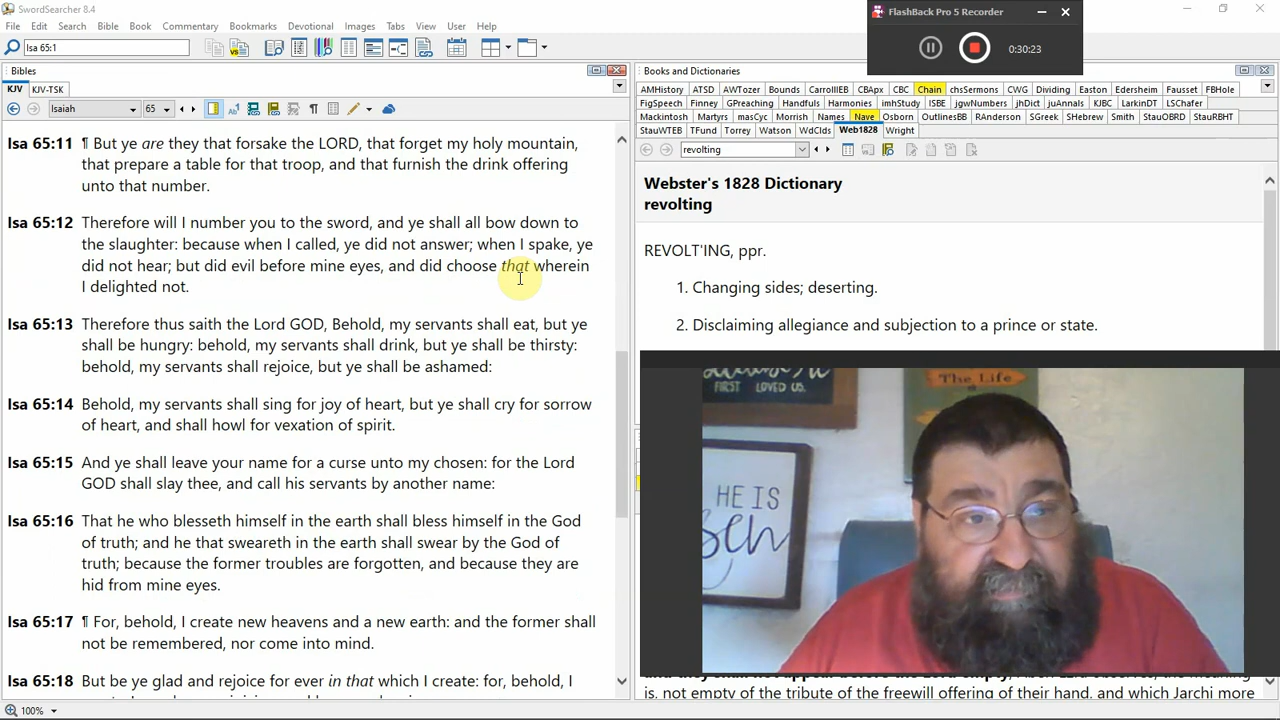 SwordSearcher 8.4
File Edit Search Bible Book Commentary Bookmarks Devotional Images Tabs View User Help
Isa 65:1
VS
FlashBack Pro 5 Recorder
0:30:23
Bibles
KJV KJV-TSK
Isaiah 65
Isa 65:11 ¶ But ye are they that forsake the LORD, that forget my holy mountain,
that prepare a table for that troop, and that furnish the drink offering
unto that number.
Isa 65:12 Therefore will I number you to the sword, and ye shall all bow down to
the slaughter: because when I called, ye did not answer; when I spake, ye
did not hear; but did evil before mine eyes, and did choose that wherein
I delighted not.
Isa 65:13 Therefore thus saith the Lord GOD, Behold, my servants shall eat, but ye
shall be hungry: behold, my servants shall drink, but ye shall be thirsty:
behold, my servants shall rejoice, but ye shall be ashamed:
Isa 65:14 Behold, my servants shall sing for joy of heart, but ye shall cry for sorrow
of heart, and shall howl for vexation of spirit.
Isa 65:15 And ye shall leave your name for a curse unto my chosen: for the Lord
GOD shall slay thee, and call his servants by another name:
Isa 65:16 That he who blesseth himself in the earth shall bless himself in the God
of truth; and he that sweareth in the earth shall swear by the God of
truth; because the former troubles are forgotten, and because they are
hid from mine eyes.
Isa 65:17 ¶ For, behold, I create new heavens and a new earth: and the former shall
not be remembered, nor come into mind.
Isa 65:18 But be ye glad and rejoice for ever in that which I create: for, behold, I
100%
Books and Dictionaries
AMHistory ATSD AWTozer Bounds CarrollEB CBApx CBC Chain chsSermons CWG Dividing Easton Edersheim Fausset FBHole
FigSpeech Finney GPreaching Handfuls Harmonies imhStudy ISBE jgwNumbers jhDict juAnnals KJBC LarkinDT LSChafer
Mackintosh Martyrs masCyc Morrish Names Nave Osborn OutlinesBB RAnderson SGreek SHebrew Smith StauOBRD StauRBHT
StauWTEB TFund Torrey Watson WdClds Web1828 Wright
revolting
Webster's 1828 Dictionary
revolting
REVOLT'ING, ppr.
1. Changing sides; deserting.
2. Disclaiming allegiance and subjection to a prince or state.
FIRST LOVED US.
The Life
HE IS
is, not empty of the tribute of the freewill offering of their hand, and which Jarchi more